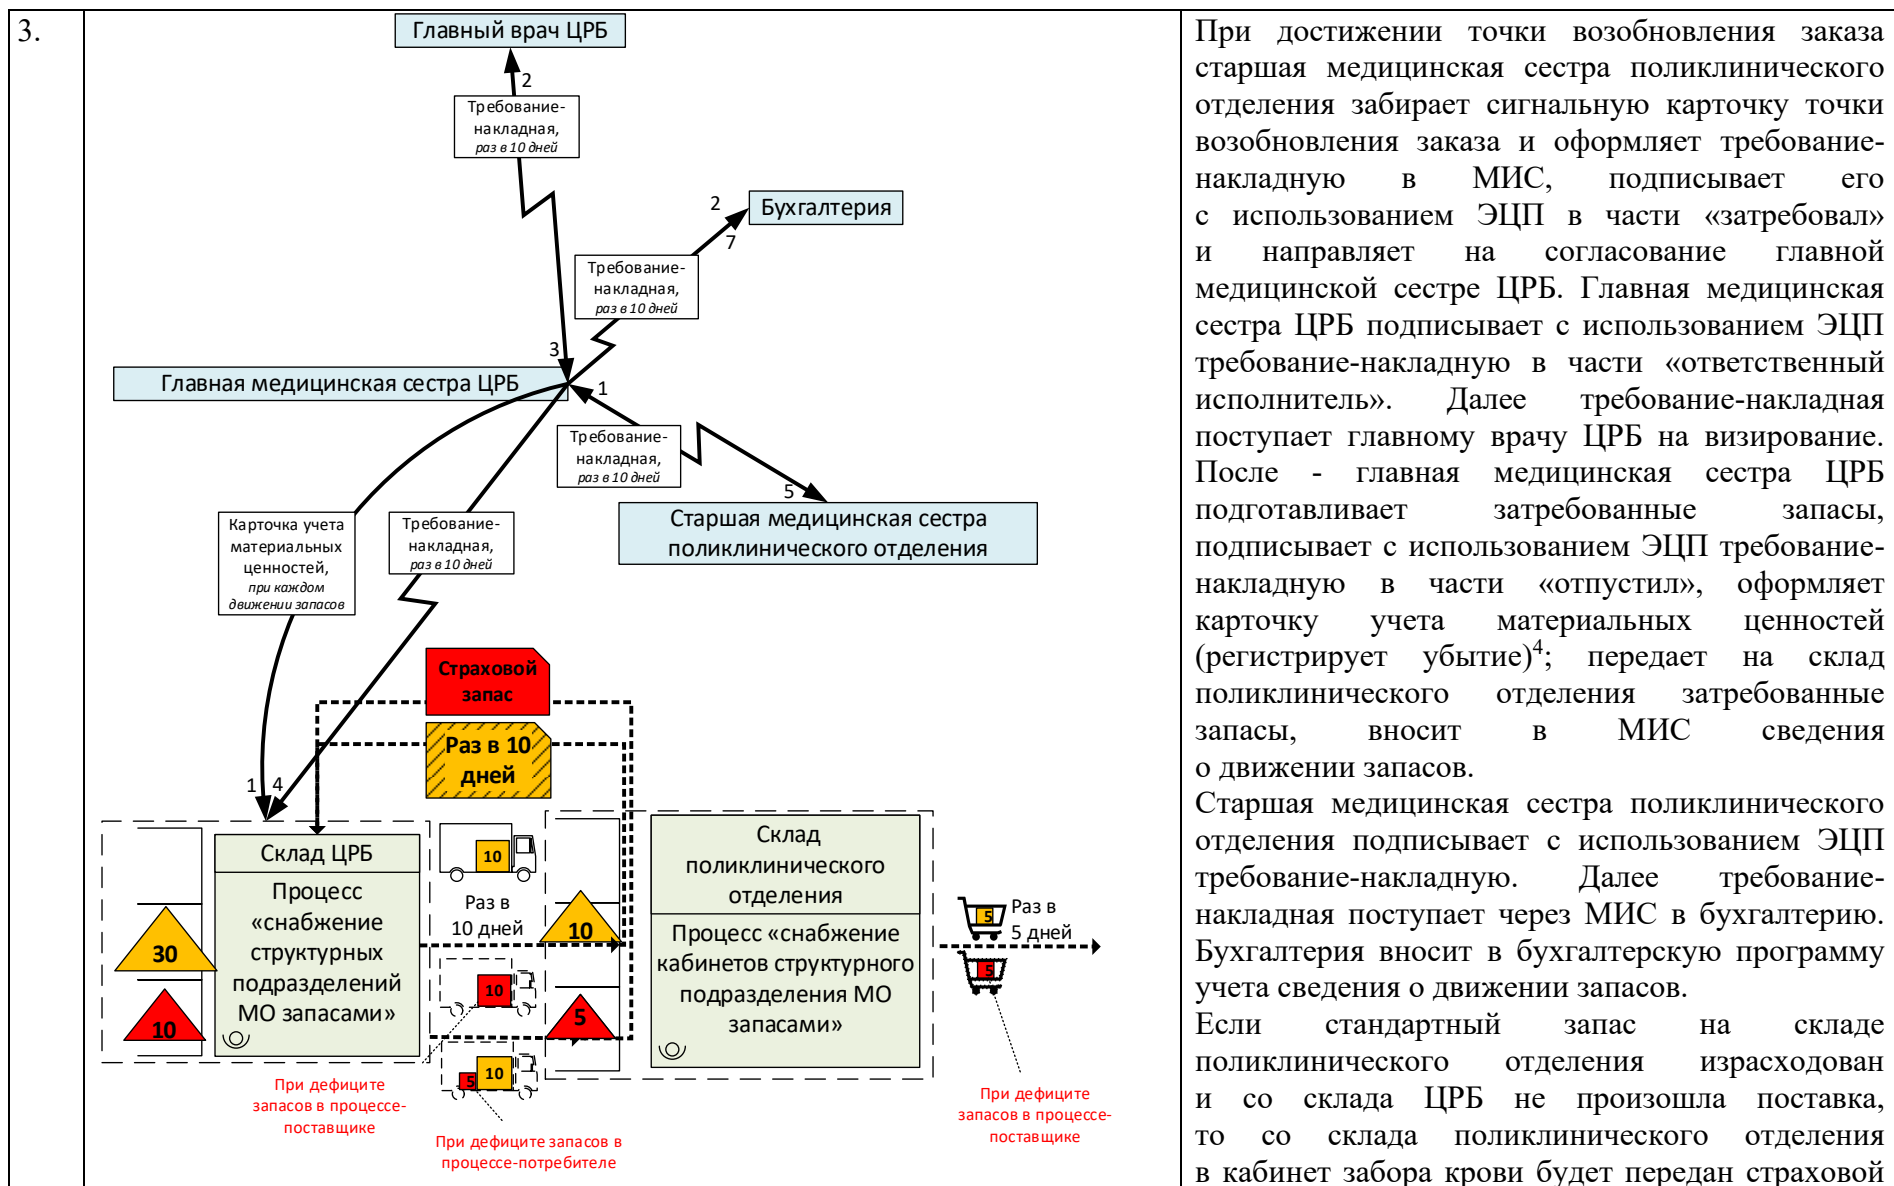 3.
Главный врач ЦРБ
2
Требование-
накладная,
раз в 10 дней
2
Бухгалтерия
7
Требование-
накладная,
раз в 10 дней
3
Главная медицинская сестра ЦРБ
1
Требование-
накладная,
раз в 10 дней
5
Старшая медицинская сестра
поликлинического отделения
Карточка учета
материальных
ценностей,
при каждом
движении запасов
Требование-
накладная,
раз в 10 дней
Страховой
запас
Раз в 10
дней
1 4
Склад ЦРБ
Процесс
«снабжение
структурных
подразделений
МО запасами»
30
10
10
Раз в
10 дней
10
5 10
10
5
Склад
поликлинического
отделения
Процесс «снабжение
кабинетов структурного
подразделения МО
запасами»
5
Раз в
5 дней
5
При дефиците
запасов в процессе-
поставщике
При дефиците запасов в
процессе-потребителе
При дефиците
запасов в процессе-
поставщике
При достижении точки возобновления заказа
старшая медицинская сестра поликлинического
отделения забирает сигнальную карточку точки
возобновления заказа и оформляет требование-
накладную в МИС, подписывает его
с использованием ЭЦП в части «затребовал»
и направляет на согласование главной
медицинской сестре ЦРБ. Главная медицинская
сестра ЦРБ подписывает с использованием ЭЦП
требование-накладную в части «ответственный
исполнитель». Далее требование-накладная
поступает главному врачу ЦРБ на визирование.
После - главная медицинская сестра ЦРБ
подготавливает затребованные запасы,
подписывает с использованием ЭЦП требование-
накладную в части «отпустил», оформляет
карточку учета материальных ценностей
(регистрирует убытие)⁴; передает на склад
поликлинического отделения затребованные
запасы, вносит в МИС сведения
о движении запасов.
Старшая медицинская сестра поликлинического
отделения подписывает с использованием ЭЦП
требование-накладную. Далее требование-
накладная поступает через МИС в бухгалтерию.
Бухгалтерия вносит в бухгалтерскую программу
учета сведения о движении запасов.
Если стандартный запас на складе
поликлинического отделения израсходован
и со склада ЦРБ не произошла поставка,
то со склада поликлинического отделения
в кабинет забора крови будет передан страховой